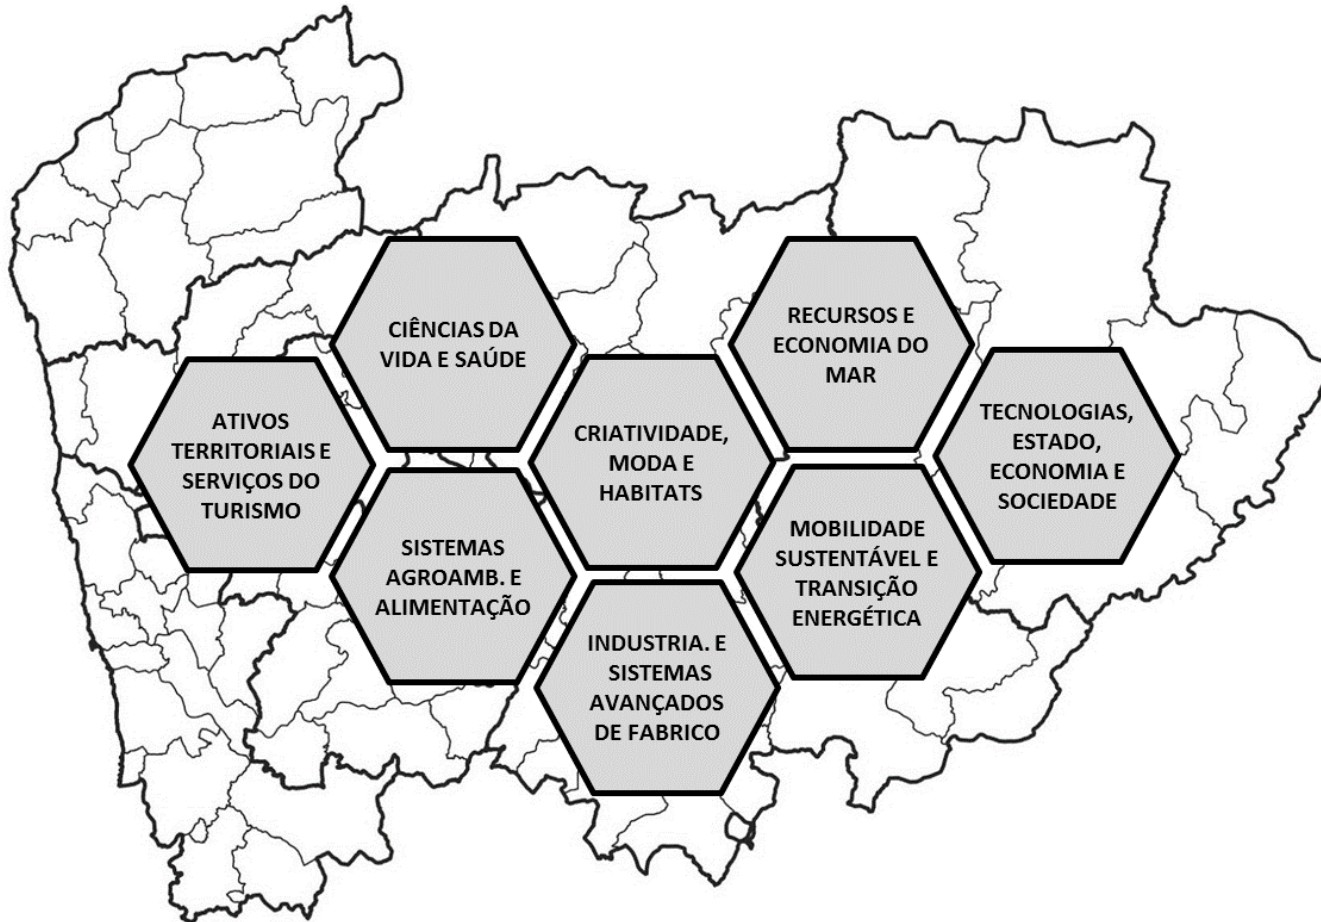 CIÊNCIAS DA
VIDA E SAÚDE
RECURSOS E
ECONOMIA DO
MAR
ATIVOS
TERRITORIAIS E
SERVIÇOS DO
TURISMO
CRIATIVIDADE,
MODA E
HABITATS
TECNOLOGIAS,
ESTADO,
ECONOMIA E
SOCIEDADE
SISTEMAS
AGROAMB. E
ALIMENTAÇÃO
MOBILIDADE
SUSTENTÁVEL E
TRANSIÇÃO
ENERGÉTICA
INDUSTRIA. E
SISTEMAS
AVANÇADOS
DE FABRICO